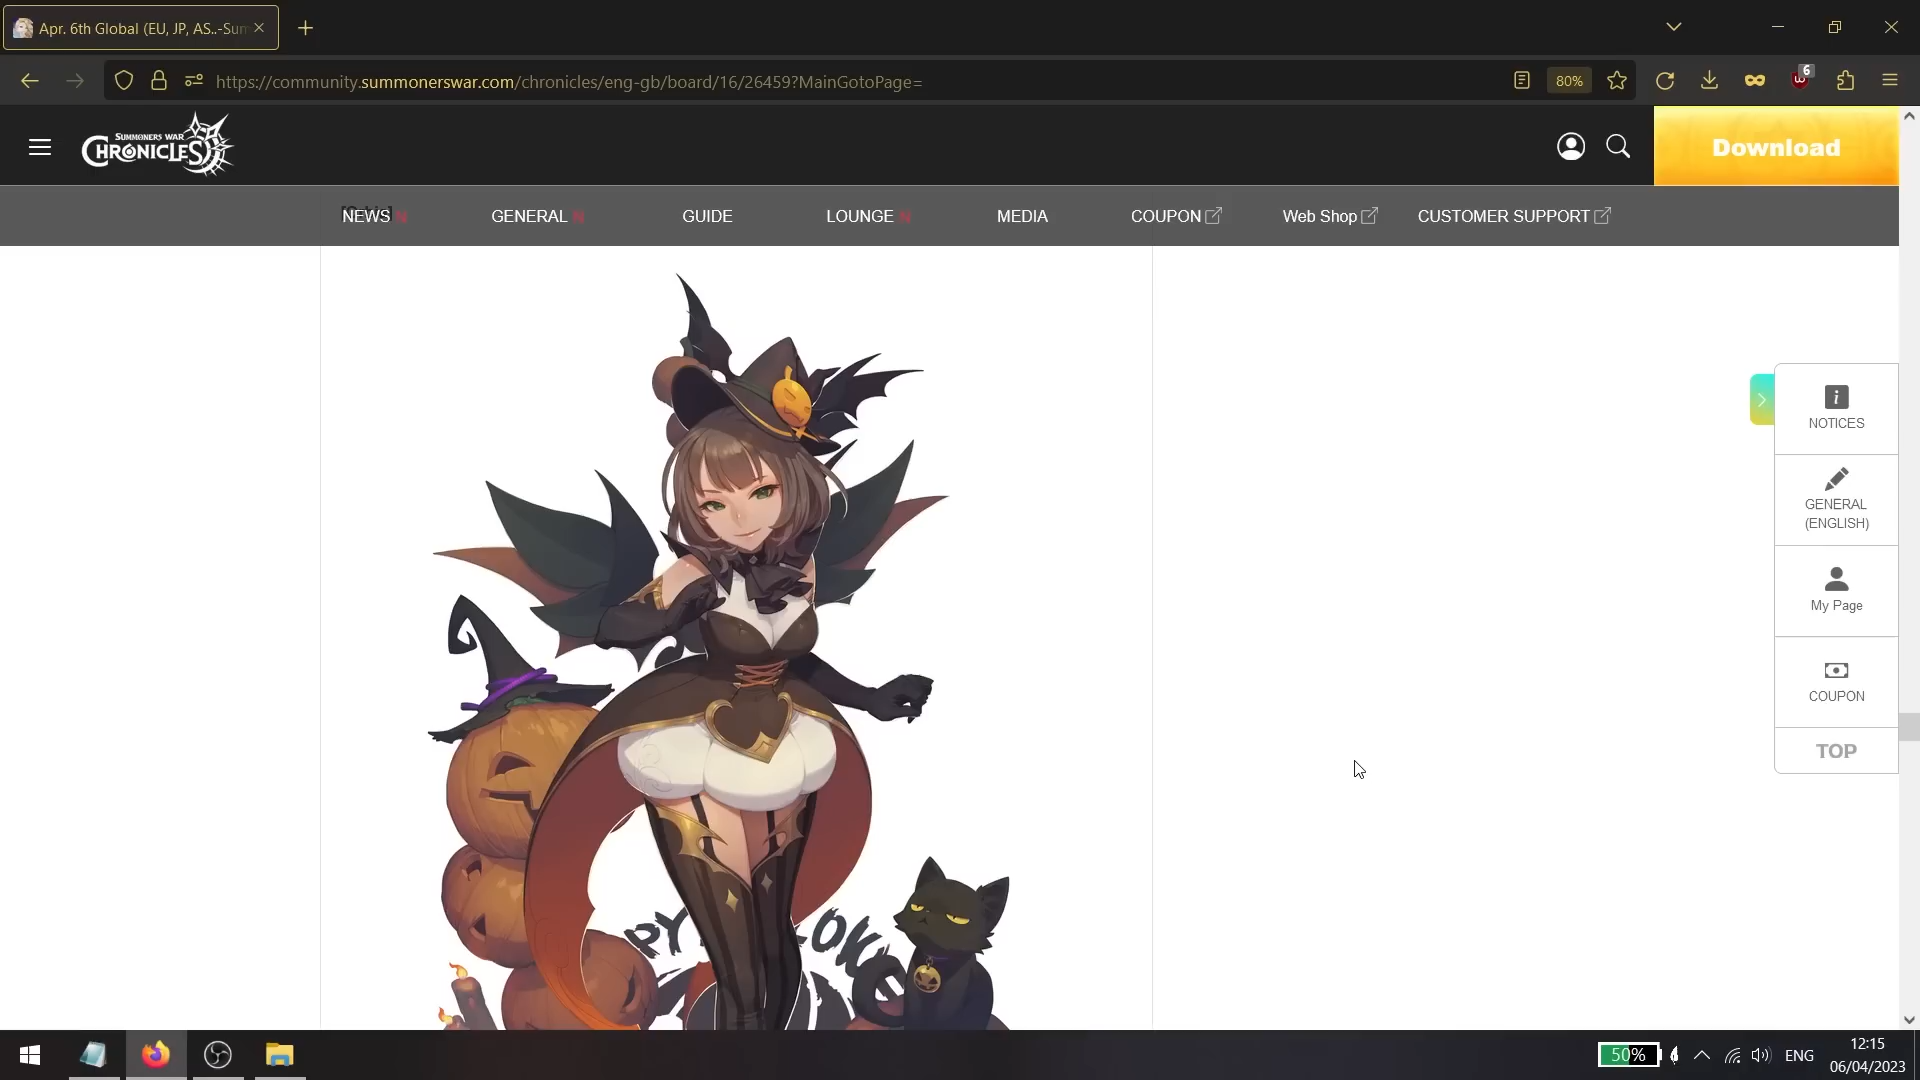 Apr. 6th Global (EU, JP, AS..-Sum
https://community.summonerswar.com/chronicles/eng-gb/board/16/26459?MainGotoPage=
80%
6
SUMMONERS WAR
CHRONICLES
Download
NEWS N
GENERAL N
GUIDE
LOUNGE N
MEDIA
COUPON
Web Shop
CUSTOMER SUPPORT
NOTICES
GENERAL
(ENGLISH)
My Page
COUPON
TOP
50%
ENG
12:15
06/04/2023